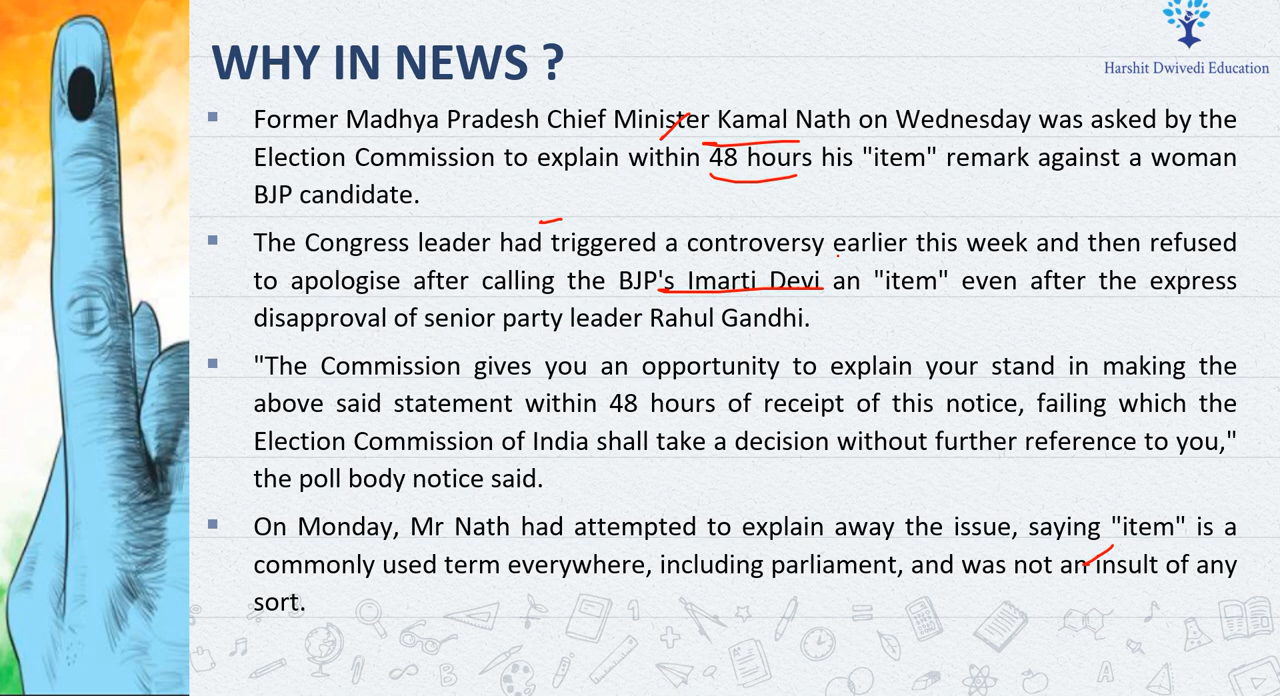 WHY IN NEWS ?
Harshit Dwivedi Education
Former Madhya Pradesh Chief Minister Kamal Nath on Wednesday was asked by the
Election Commission to explain within 48 hours his "item" remark against a woman
BJP candidate.
The Congress leader had triggered a controversy earlier this week and then refused
to apologise after calling the BJP's Imarti Devi an "item" even after the express
disapproval of senior party leader Rahul Gandhi.
"The Commission gives you an opportunity to explain your stand in making the
above said statement within 48 hours of receipt of this notice, failing which the
Election Commission of India shall take a decision without further reference to you,"
the poll body notice said.
On Monday, Mr Nath had attempted to explain away the issue, saying "item" is a
commonly used term everywhere, including parliament, and was not an insult of any
sort.